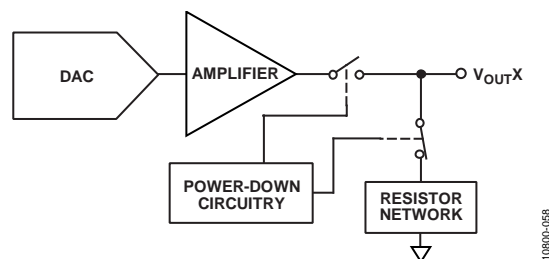 DAC
AMPLIFIER
VOUTX
POWER-DOWN
CIRCUITRY
RESISTOR
NETWORK
10800-058